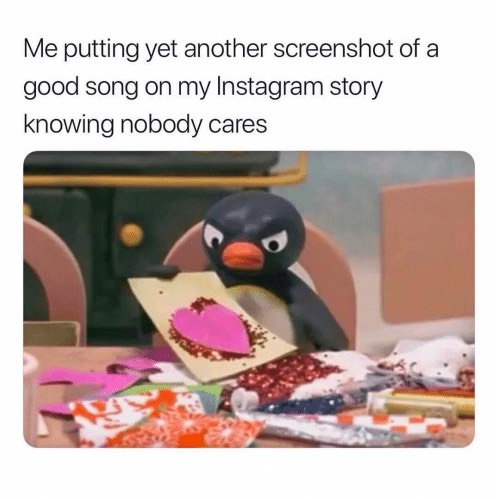 Me putting yet another screenshot of a
good song on my Instagram story
knowing nobody cares